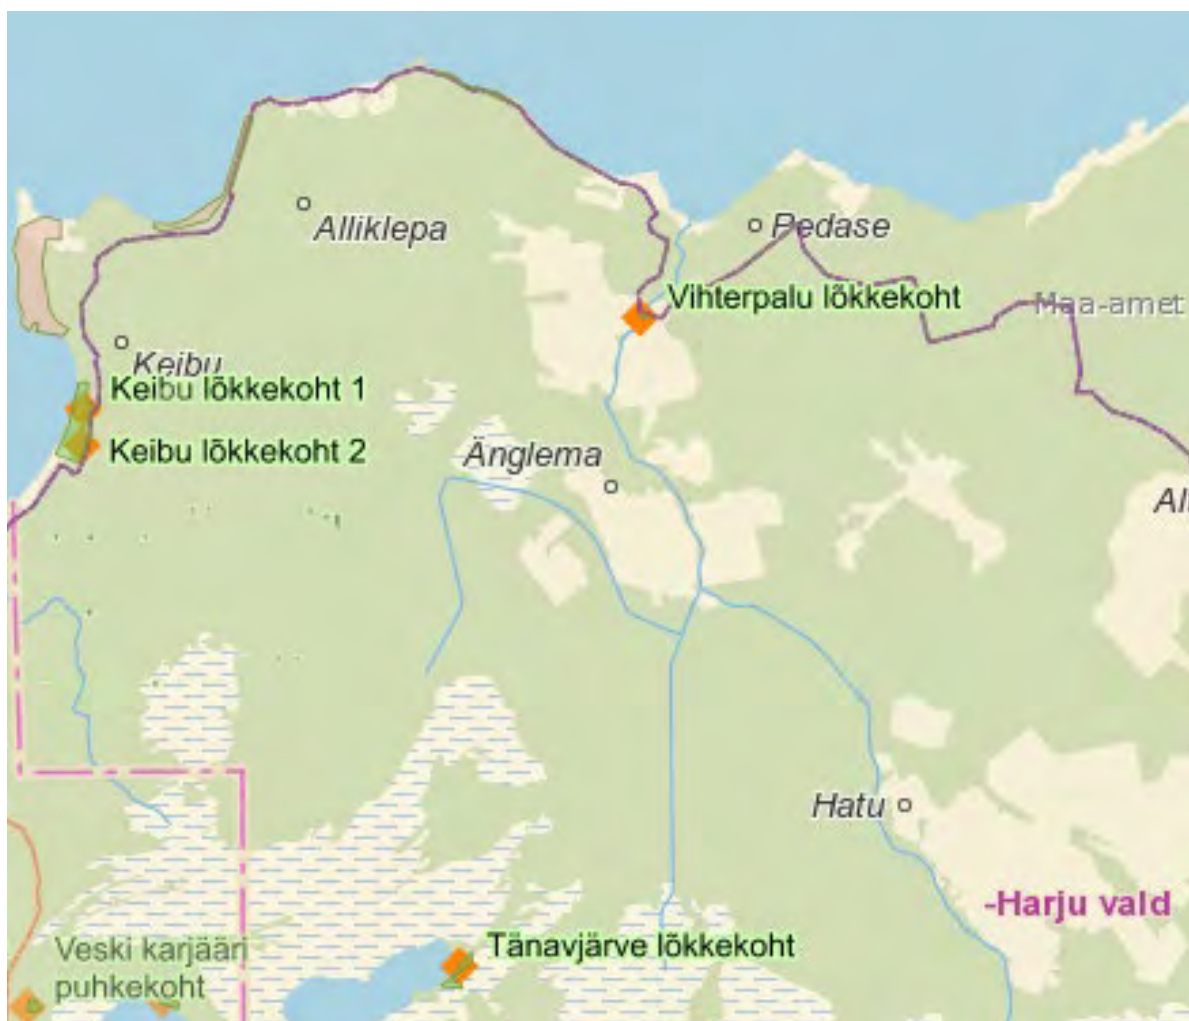 Alliklepa
Pedase
Vihterpalu lõkkekoht
Maa-amet
Keibu
Keibu lõkkekoht 1
Keibu lõkkekoht 2
Änglema
Hatu
-Harju vald
Tänavjärve lõkkekoht
Veski karjääri
puhkekoht